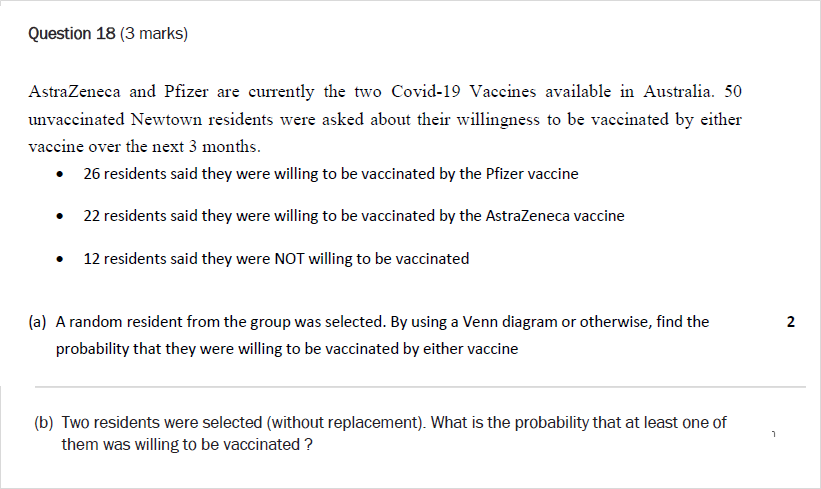 Question 18 (3 marks)
AstraZeneca and Pfizer are currently the two Covid-19 Vaccines available in Australia. 50
unvaccinated Newtown residents were asked about their willingness to be vaccinated by either
vaccine over the next 3 months.
• 26 residents said they were willing to be vaccinated by the Pfizer vaccine
• 22 residents said they were willing to be vaccinated by the AstraZeneca vaccine
• 12 residents said they were NOT willing to be vaccinated
(a) A random resident from the group was selected. By using a Venn diagram or otherwise, find the 2
probability that they were willing to be vaccinated by either vaccine
(b) Two residents were selected (without replacement). What is the probability that at least one of
them was willing to be vaccinated ?